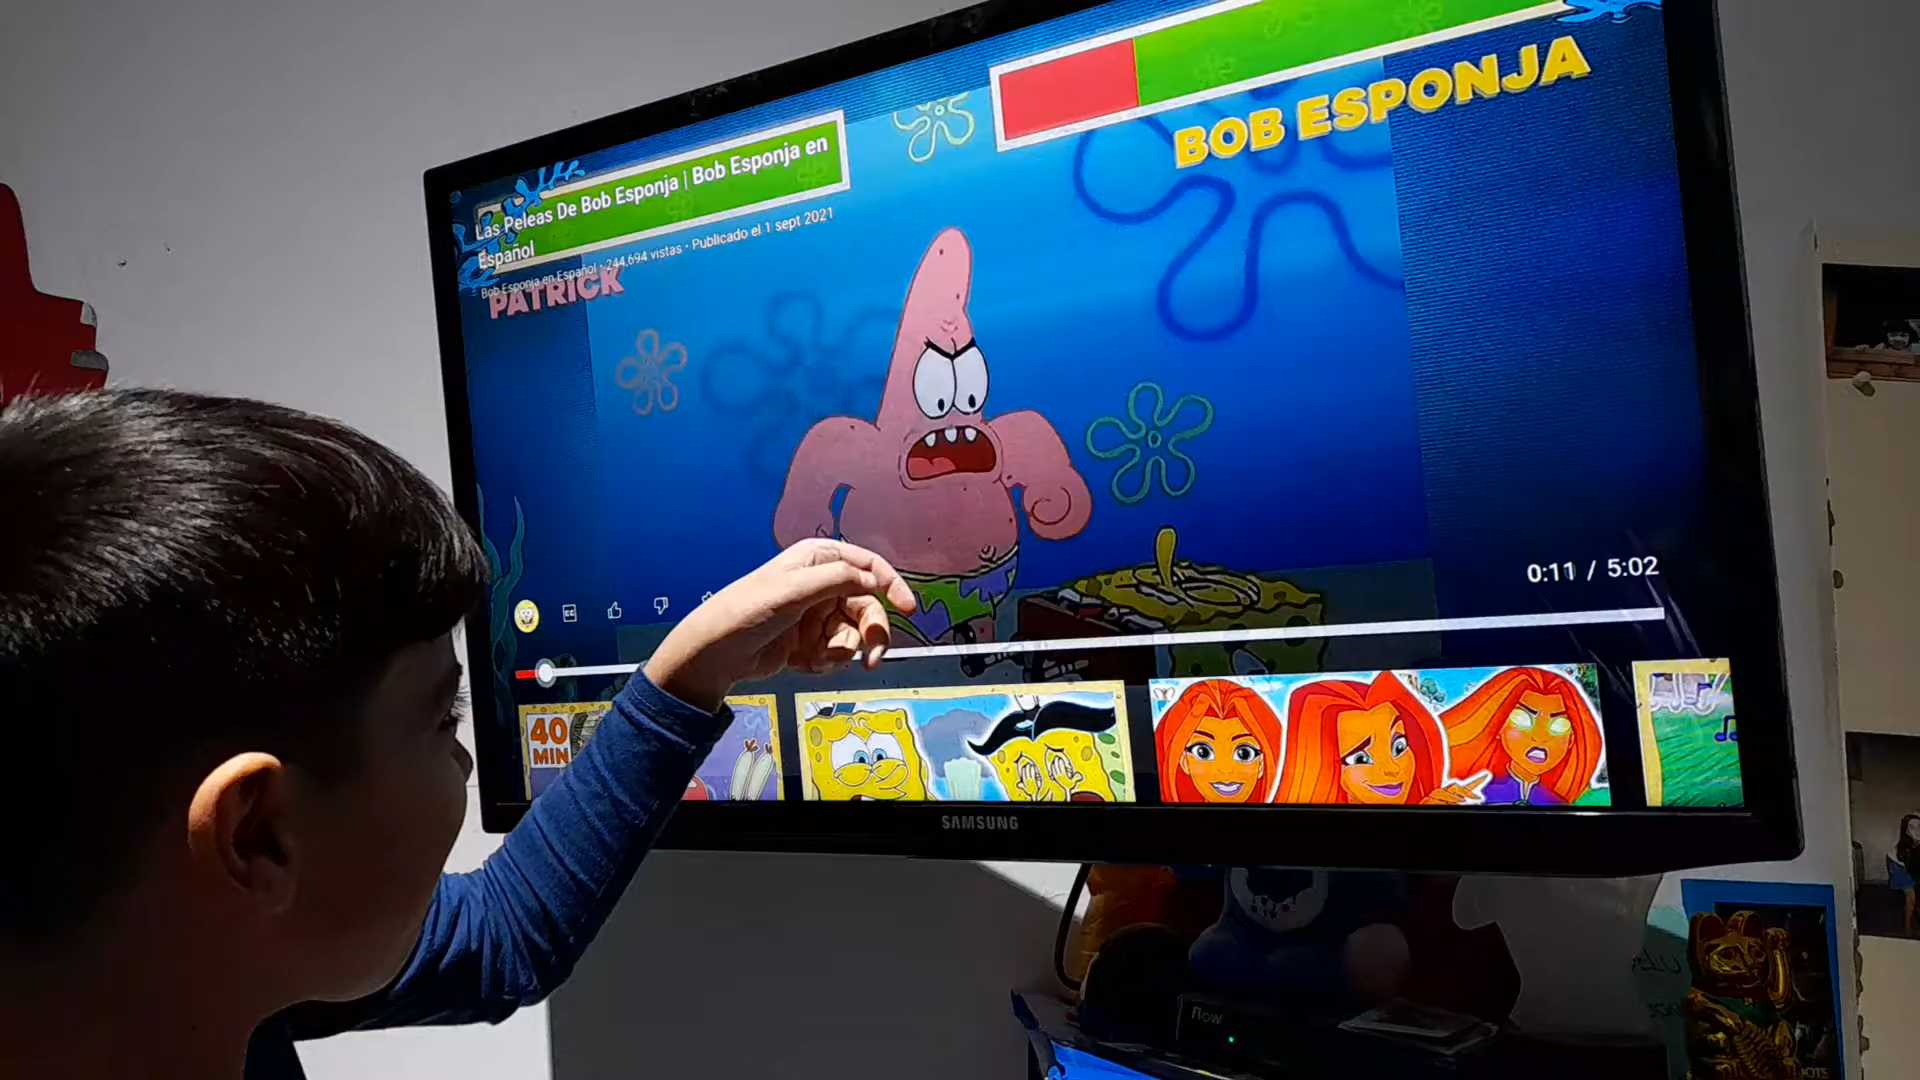 BOB ESPONJA
Las Peleas De Bob Esponja | Bob Esponja en
Español
Bob Esponja en Español · 244,694 vistas · Publicado el 1 sept 2021
PATRICK
0:11 / 5:02
CC
40
MIN
SAMSUNG
flow